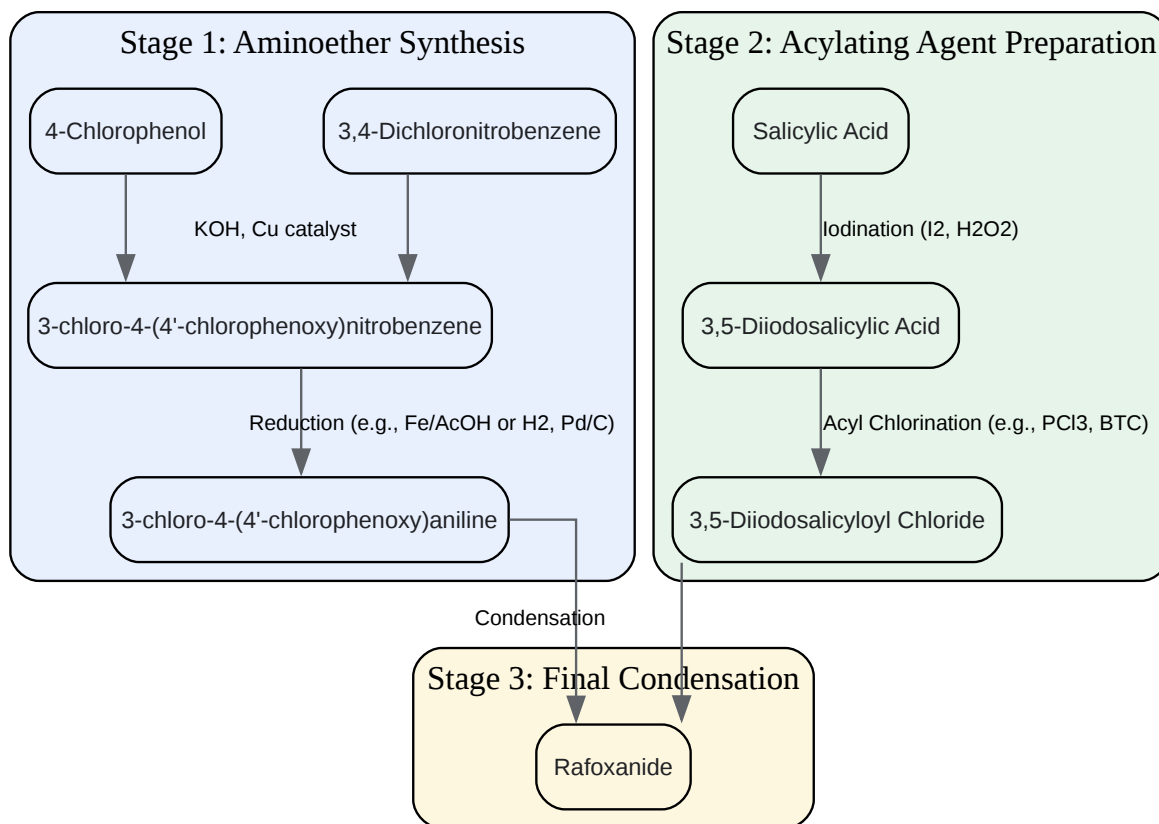 Stage 1: Aminoether Synthesis
4-Chlorophenol
3,4-Dichloronitrobenzene
KOH, Cu catalyst
3-chloro-4-(4'-chlorophenoxy)nitrobenzene
Reduction (e.g., Fe/AcOH or H2, Pd/C)
3-chloro-4-(4'-chlorophenoxy)aniline
Stage 2: Acylating Agent Preparation
Salicylic Acid
Iodination (I2, H2O2)
3,5-Diiodosalicylic Acid
Acyl Chlorination (e.g., PCl3, BTC)
3,5-Diiodosalicyloyl Chloride
Condensation
Stage 3: Final Condensation
Rafoxanide